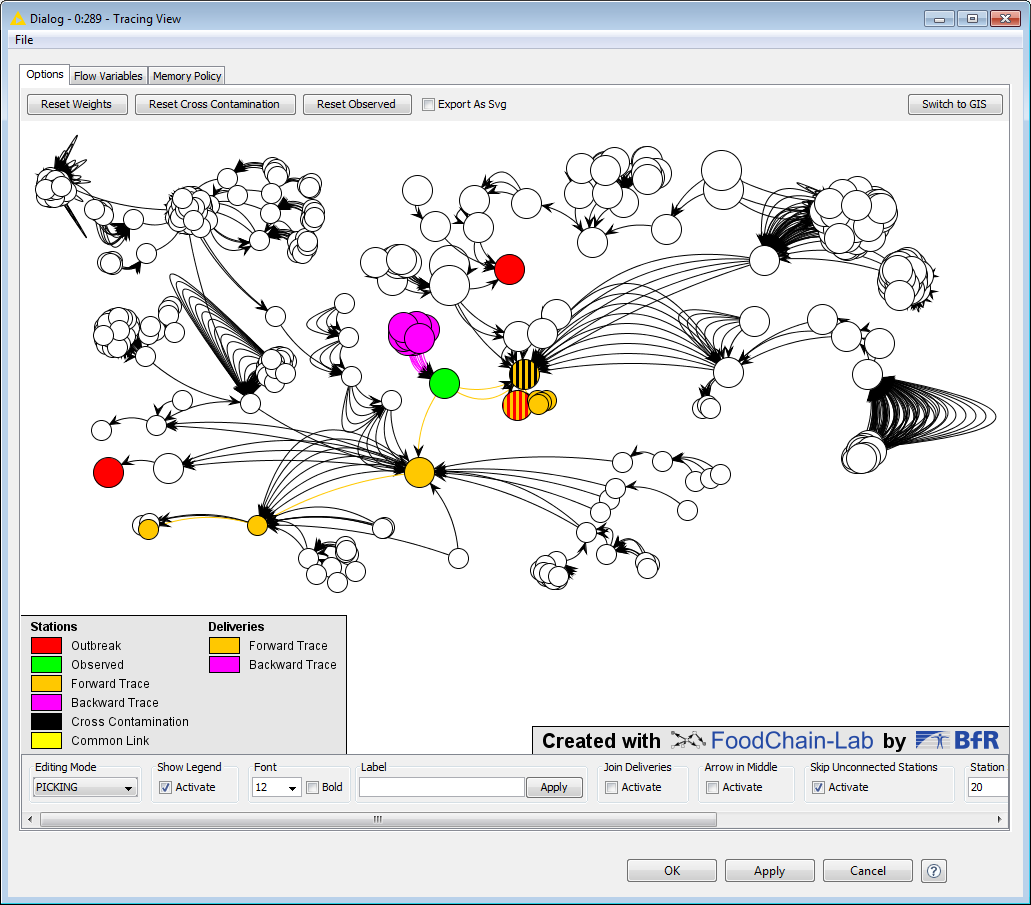 Dialog - 0:289 - Tracing View
File
Options Flow Variables Memory Policy
Reset Weights Reset Cross Contamination Reset Observed Export As Svg Switch to GIS
Stations Deliveries
Outbreak Forward Trace
Observed Backward Trace
Forward Trace
Backward Trace
Cross Contamination
Common Link
Created with FoodChain-Lab by BfR
Editing Mode Show Legend Font Label Join Deliveries Arrow in Middle Skip Unconnected Stations Station
PICKING Activate 12 Bold Apply Activate Activate Activate 20
OK Apply Cancel ?